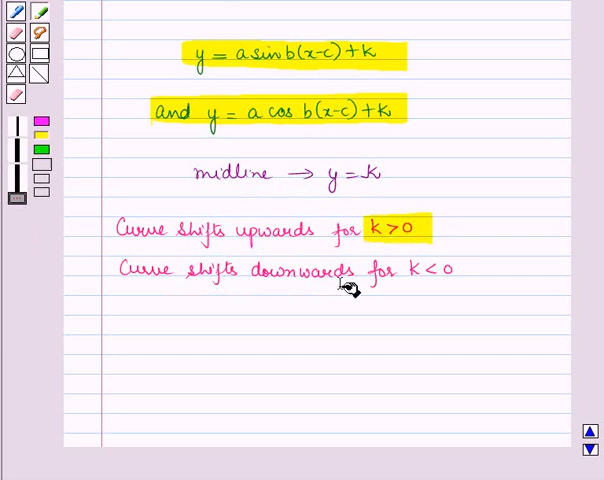 y = a sin b(x-c)+k
and y = a cos b(x-c)+k
midline → y = k
Curve shifts upwards for k > 0
Curve shifts downwards for k < 0